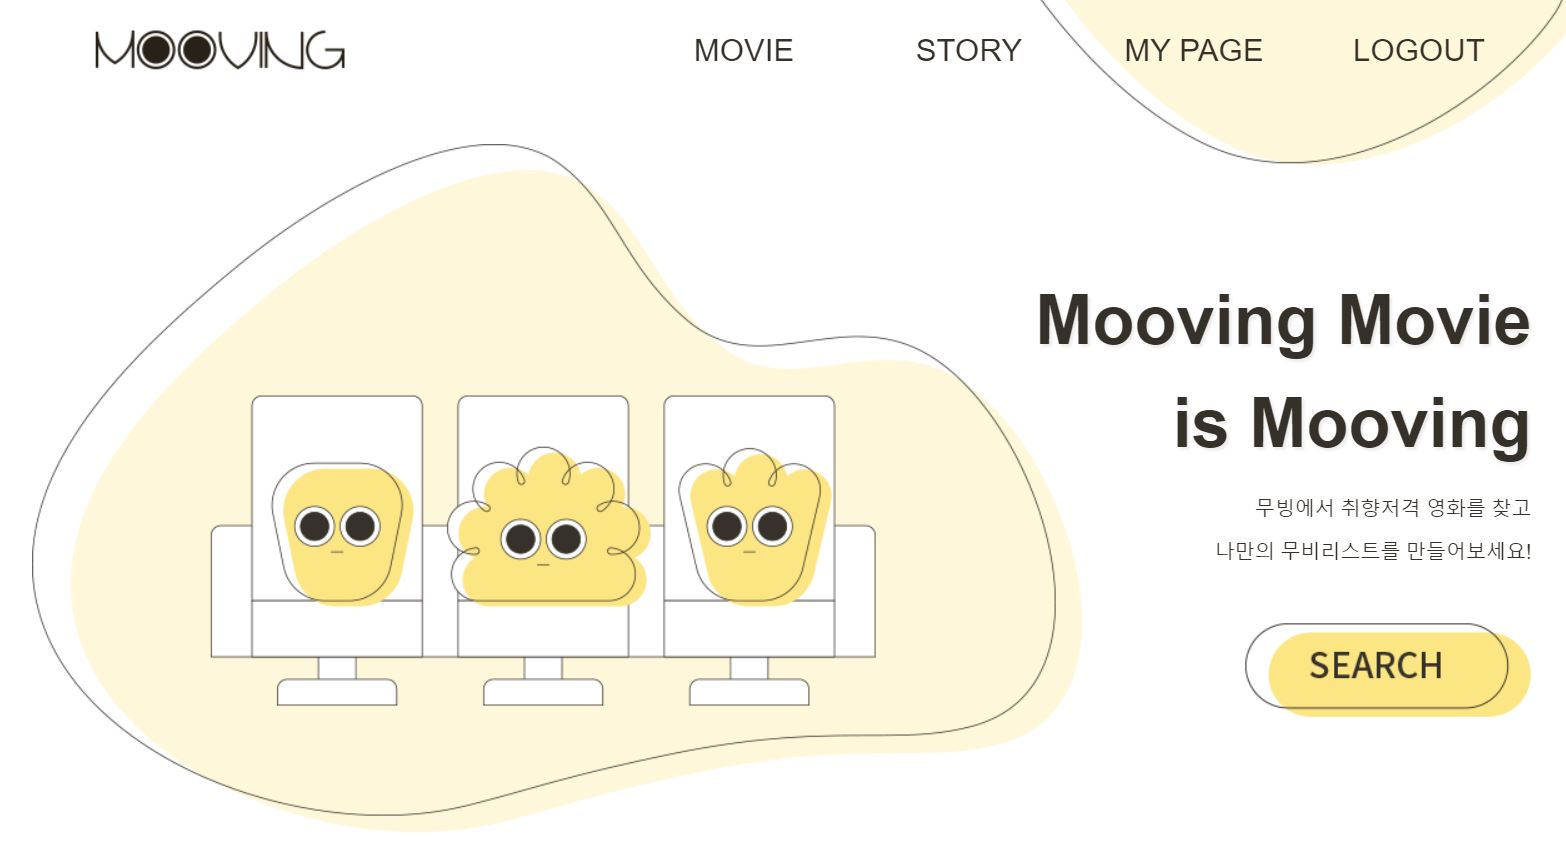 MOOVING
MOVIE
STORY
MY PAGE
LOGOUT
Mooving Movie
is Mooving
무빙에서 취향저격 영화를 찾고
나만의 무비리스트를 만들어보세요!
SEARCH